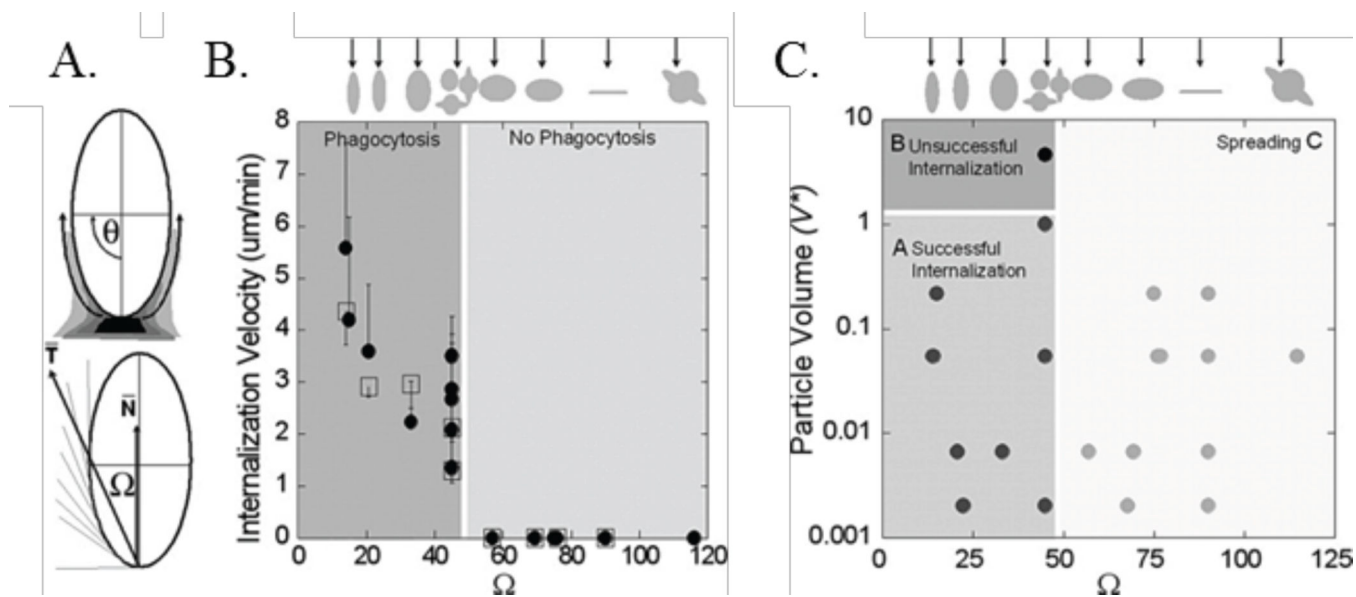 A.
θ
T̅
N̅
Ω
B.
Internalization Velocity (um/min)
8
7
6
5
4
3
2
1
0
Phagocytosis
No Phagocytosis
0
20
40
60
80
100
120
Ω
C.
Particle Volume (V*)
10
1
0.1
0.01
0.001
B Unsuccessful
Internalization
Spreading C
A Successful
Internalization
0
25
50
75
100
125
Ω